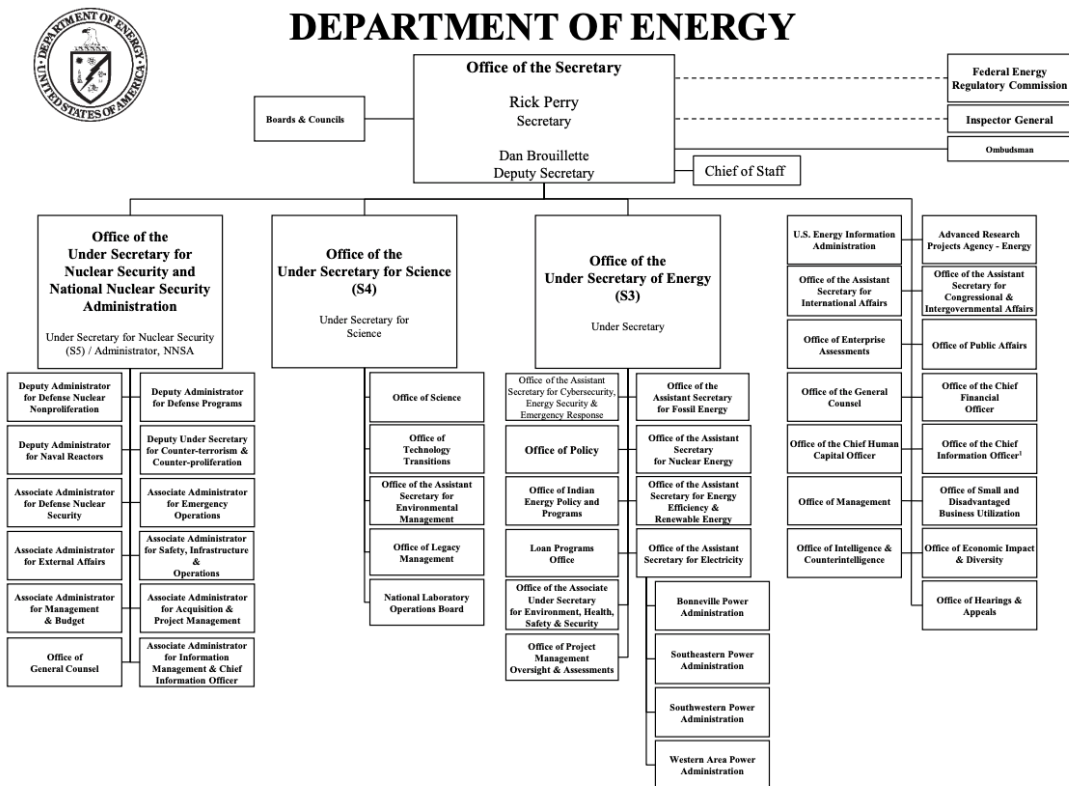 DEPARTMENT OF ENERGY
DEPARTMENT OF ENERGY
UNITED STATES OF AMERICA
Office of the Secretary
Rick Perry
Secretary
Dan Brouillette
Deputy Secretary
Boards & Councils
Federal Energy
Regulatory Commission
Inspector General
Ombudsman
Chief of Staff
Office of the
Under Secretary for
Nuclear Security and
National Nuclear Security
Administration
Under Secretary for Nuclear Security
(S5) / Administrator, NNSA
Deputy Administrator
for Defense Nuclear
Nonproliferation
Deputy Administrator
for Defense Programs
Deputy Administrator
for Naval Reactors
Deputy Under Secretary
for Counter-terrorism &
Counter-proliferation
Associate Administrator
for Defense Nuclear
Security
Associate Administrator
for Emergency
Operations
Associate Administrator
for External Affairs
Associate Administrator
for Safety, Infrastructure
&
Operations
Associate Administrator
for Management
& Budget
Associate Administrator
for Acquisition &
Project Management
Office of
General Counsel
Associate Administrator
for Information
Management & Chief
Information Officer
Office of the
Under Secretary for Science
(S4)
Under Secretary for
Science
Office of Science
Office of
Technology
Transitions
Office of the Assistant
Secretary for
Environmental
Management
Office of Legacy
Management
National Laboratory
Operations Board
Office of the
Under Secretary of Energy
(S3)
Under Secretary
Office of the Assistant
Secretary for Cybersecurity,
Energy Security &
Emergency Response
Office of the
Assistant Secretary
for Fossil Energy
Office of Policy
Office of the Assistant
Secretary
for Nuclear Energy
Office of Indian
Energy Policy and
Programs
Office of the Assistant
Secretary for Energy
Efficiency &
Renewable Energy
Loan Programs
Office
Office of the Assistant
Secretary for Electricity
Office of the Associate
Under Secretary
for Environment, Health,
Safety & Security
Office of Project
Management
Oversight & Assessments
Bonneville Power
Administration
Southeastern Power
Administration
Southwestern Power
Administration
Western Area Power
Administration
U.S. Energy Information
Administration
Advanced Research
Projects Agency - Energy
Office of the Assistant
Secretary for
International Affairs
Office of the Assistant
Secretary for
Congressional &
Intergovernmental Affairs
Office of Enterprise
Assessments
Office of Public Affairs
Office of the General
Counsel
Office of the Chief
Financial
Officer
Office of the Chief Human
Capital Officer
Office of the Chief
Information Officer¹
Office of Management
Office of Small and
Disadvantaged
Business Utilization
Office of Intelligence &
Counterintelligence
Office of Economic Impact
& Diversity
Office of Hearings &
Appeals